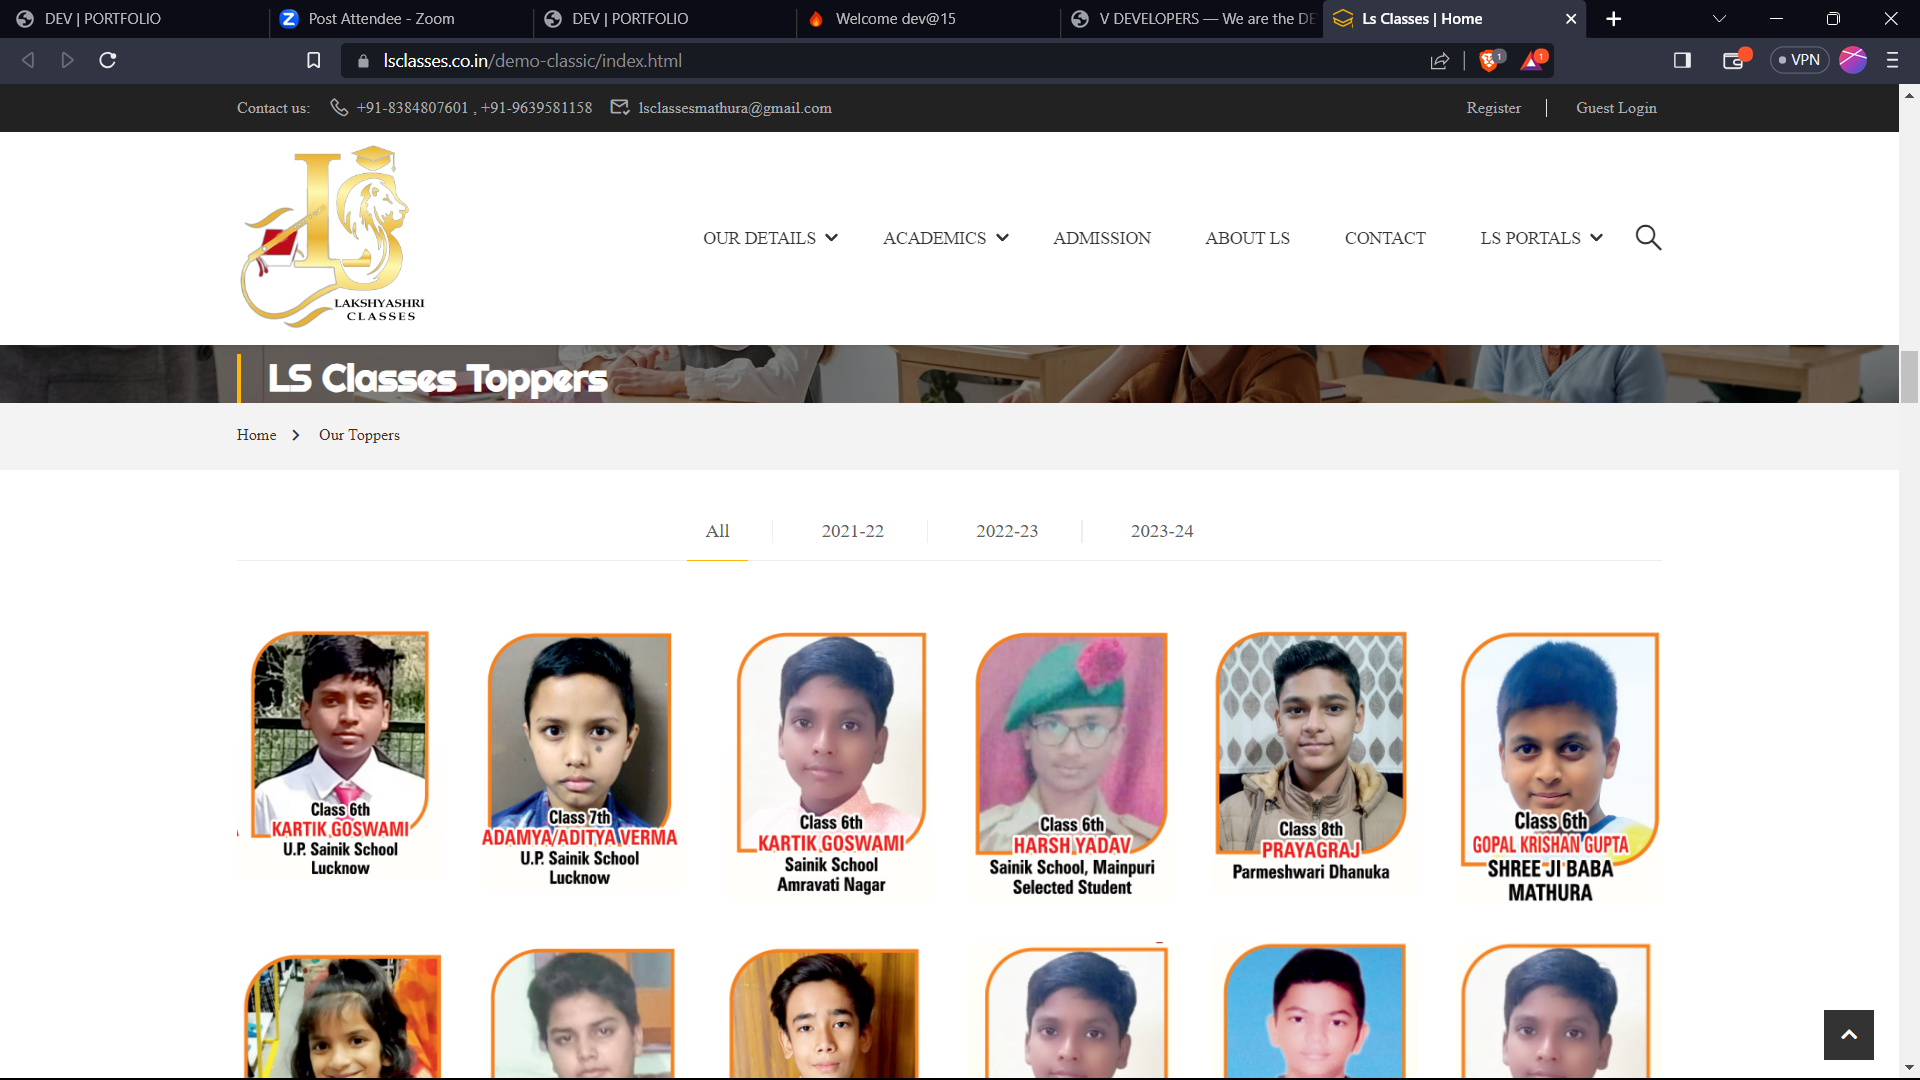 DEV | PORTFOLIO
Post Attendee - Zoom
DEV | PORTFOLIO
Welcome dev@15
V DEVELOPERS — We are the DE
Ls Classes | Home
lsclasses.co.in/demo-classic/index.html
1
1
VPN
Contact us: +91-8384807601 , +91-9639581158 lsclassesmathura@gmail.com
Register
Guest Login
LS
LAKSHYASHRI
CLASSES
OUR DETAILS
ACADEMICS
ADMISSION
ABOUT LS
CONTACT
LS PORTALS
LS Classes Toppers
Home > Our Toppers
All
2021-22
2022-23
2023-24
Class 6th
KARTIK GOSWAMI
U.P. Sainik School
Lucknow
Class 7th
ADAMYA/ADITYA VERMA
U.P. Sainik School
Lucknow
Class 6th
KARTIK GOSWAMI
Sainik School
Amravati Nagar
Class 6th
HARSH YADAV
Sainik School, Mainpuri
Selected Student
Class 8th
PRAYAGRAJ
Parmeshwari Dhanuka
Class 6th
GOPAL KRISHAN GUPTA
SHREE JI BABA
MATHURA